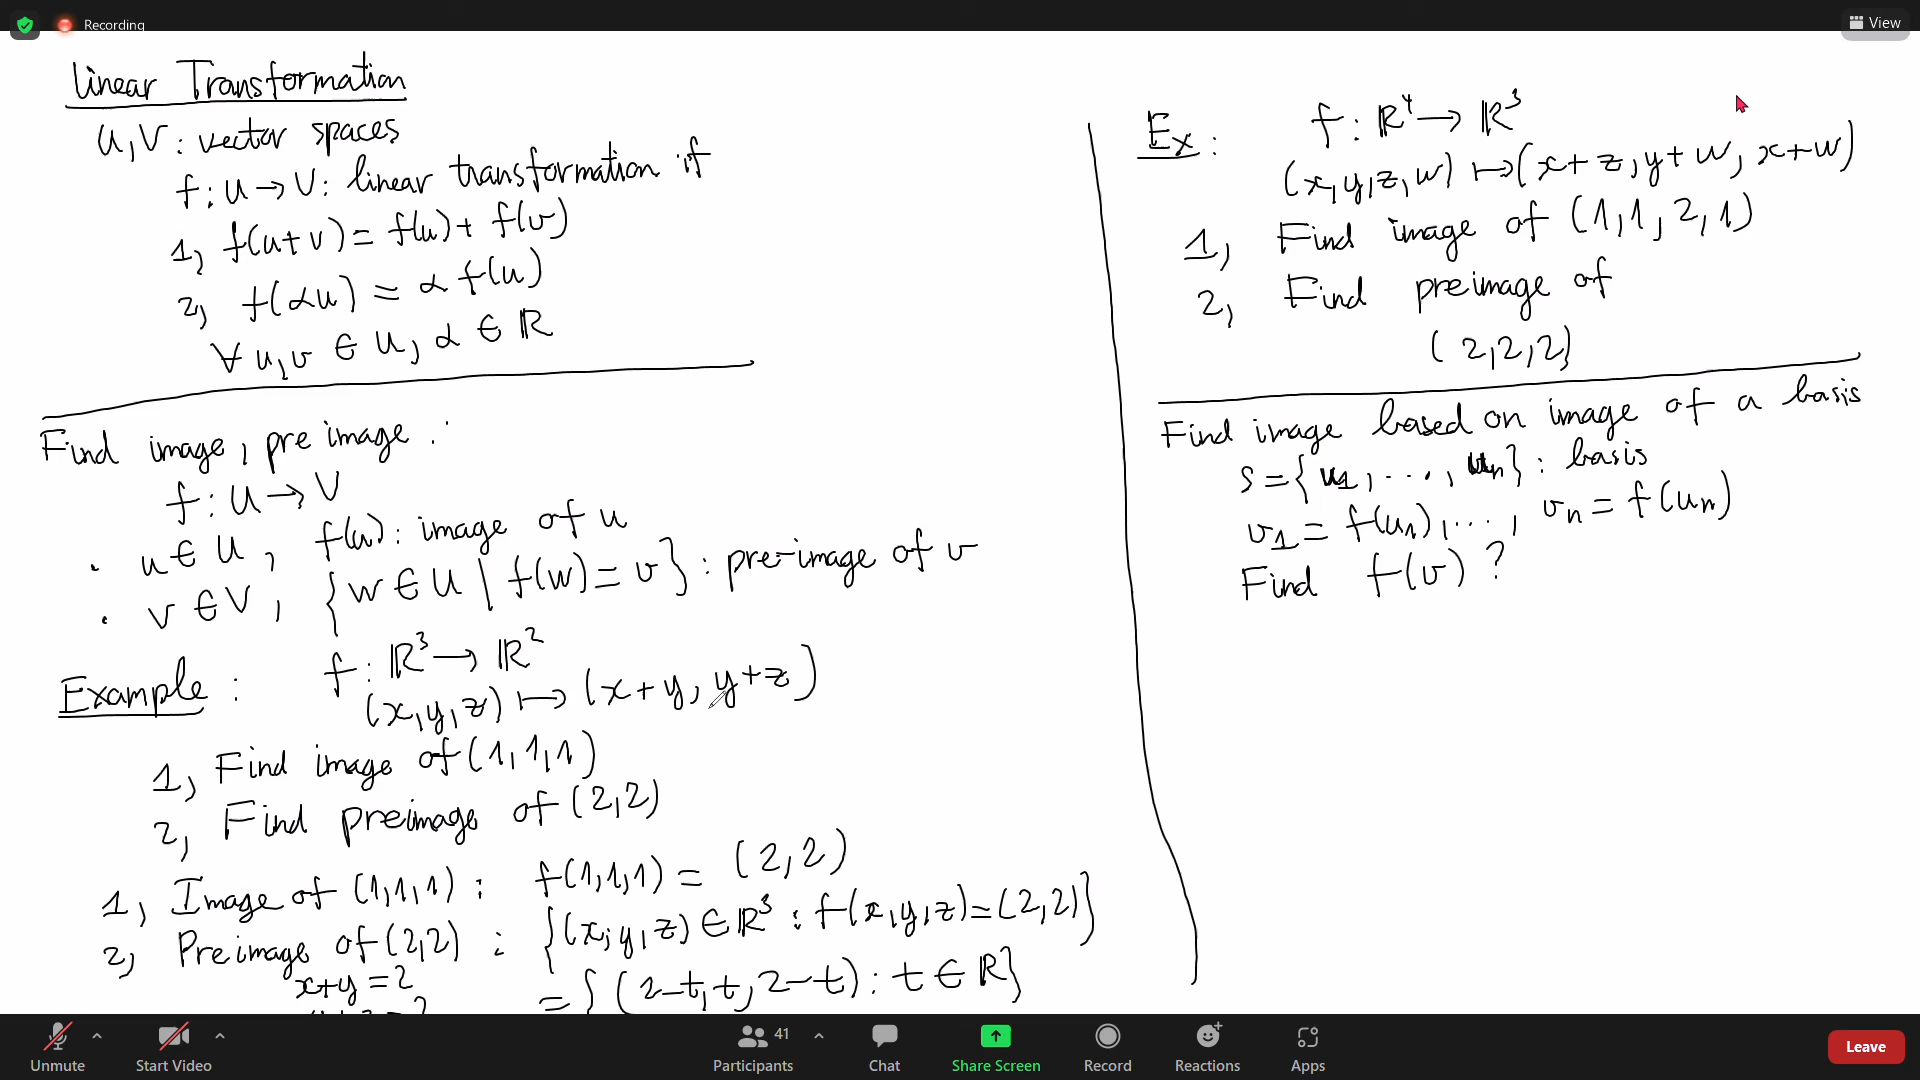 Recording
View
Linear Transformation
U, V : vector spaces
f : U → V : linear transformation if
1, f(u+v) = f(u) + f(v)
2, f(αu) = α f(u)
∀ u, v ∈ U, α ∈ ℝ
Find image, preimage :
f : U → V
• u ∈ U, f(u) : image of u
• v ∈ V, {w ∈ U | f(w) = v} : pre-image of v
Example : f : ℝ³ → ℝ²
(x, y, z) ↦ (x+y, y+z)
1, Find image of (1,1,1)
2, Find preimage of (2,2)
1, Image of (1,1,1) : f(1,1,1) = (2,2)
2, Preimage of (2,2) : {(x,y,z) ∈ ℝ³ : f(x,y,z) = (2,2)}
x+y = 2
= {(2-t, t, 2-t) : t ∈ ℝ}
Ex : f : ℝ⁴ → ℝ³
(x, y, z, w) ↦ (x+z, y+w, x+w)
1, Find image of (1,1,2,1)
2, Find preimage of
(2,2,2)
Find image based on image of a basis
S = {u₁, ..., uₙ} : basis
v₁ = f(u₁), ..., vₙ = f(uₙ)
Find f(v) ?
Unmute
Start Video
41
Participants
Chat
Share Screen
Record
Reactions
Apps
Leave